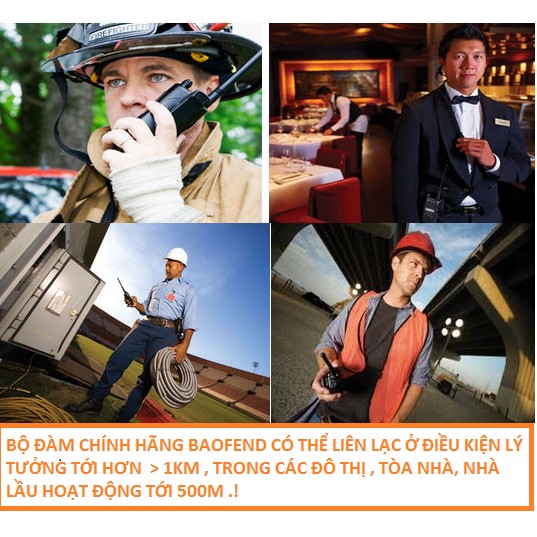 FIREFIGHTER
BỘ ĐÀM CHÍNH HÃNG BAOFEND CÓ THỂ LIÊN LẠC Ở ĐIỀU KIỆN LÝ
TƯỞNG TỚI HƠN > 1KM , TRONG CÁC ĐÔ THỊ , TÒA NHÀ, NHÀ
LẦU HOẠT ĐỘNG TỚI 500M .!